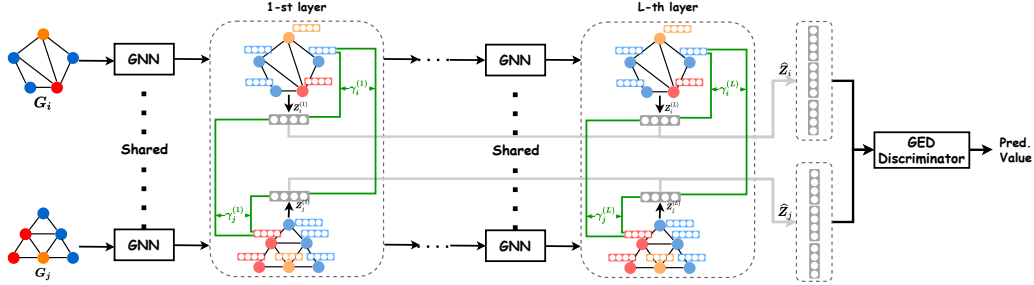 1-st layer
L-th layer
GNN
GNN
G_i
Z_i^{(1)}
γ_i^{(1)}
Z_i^{(L)}
γ_i^{(L)}
Ẑ_i
Shared
Shared
GED
Discriminator
Pred.
Value
Z_j^{(1)}
γ_j^{(1)}
Z_j^{(L)}
γ_j^{(L)}
Ẑ_j
GNN
GNN
G_j